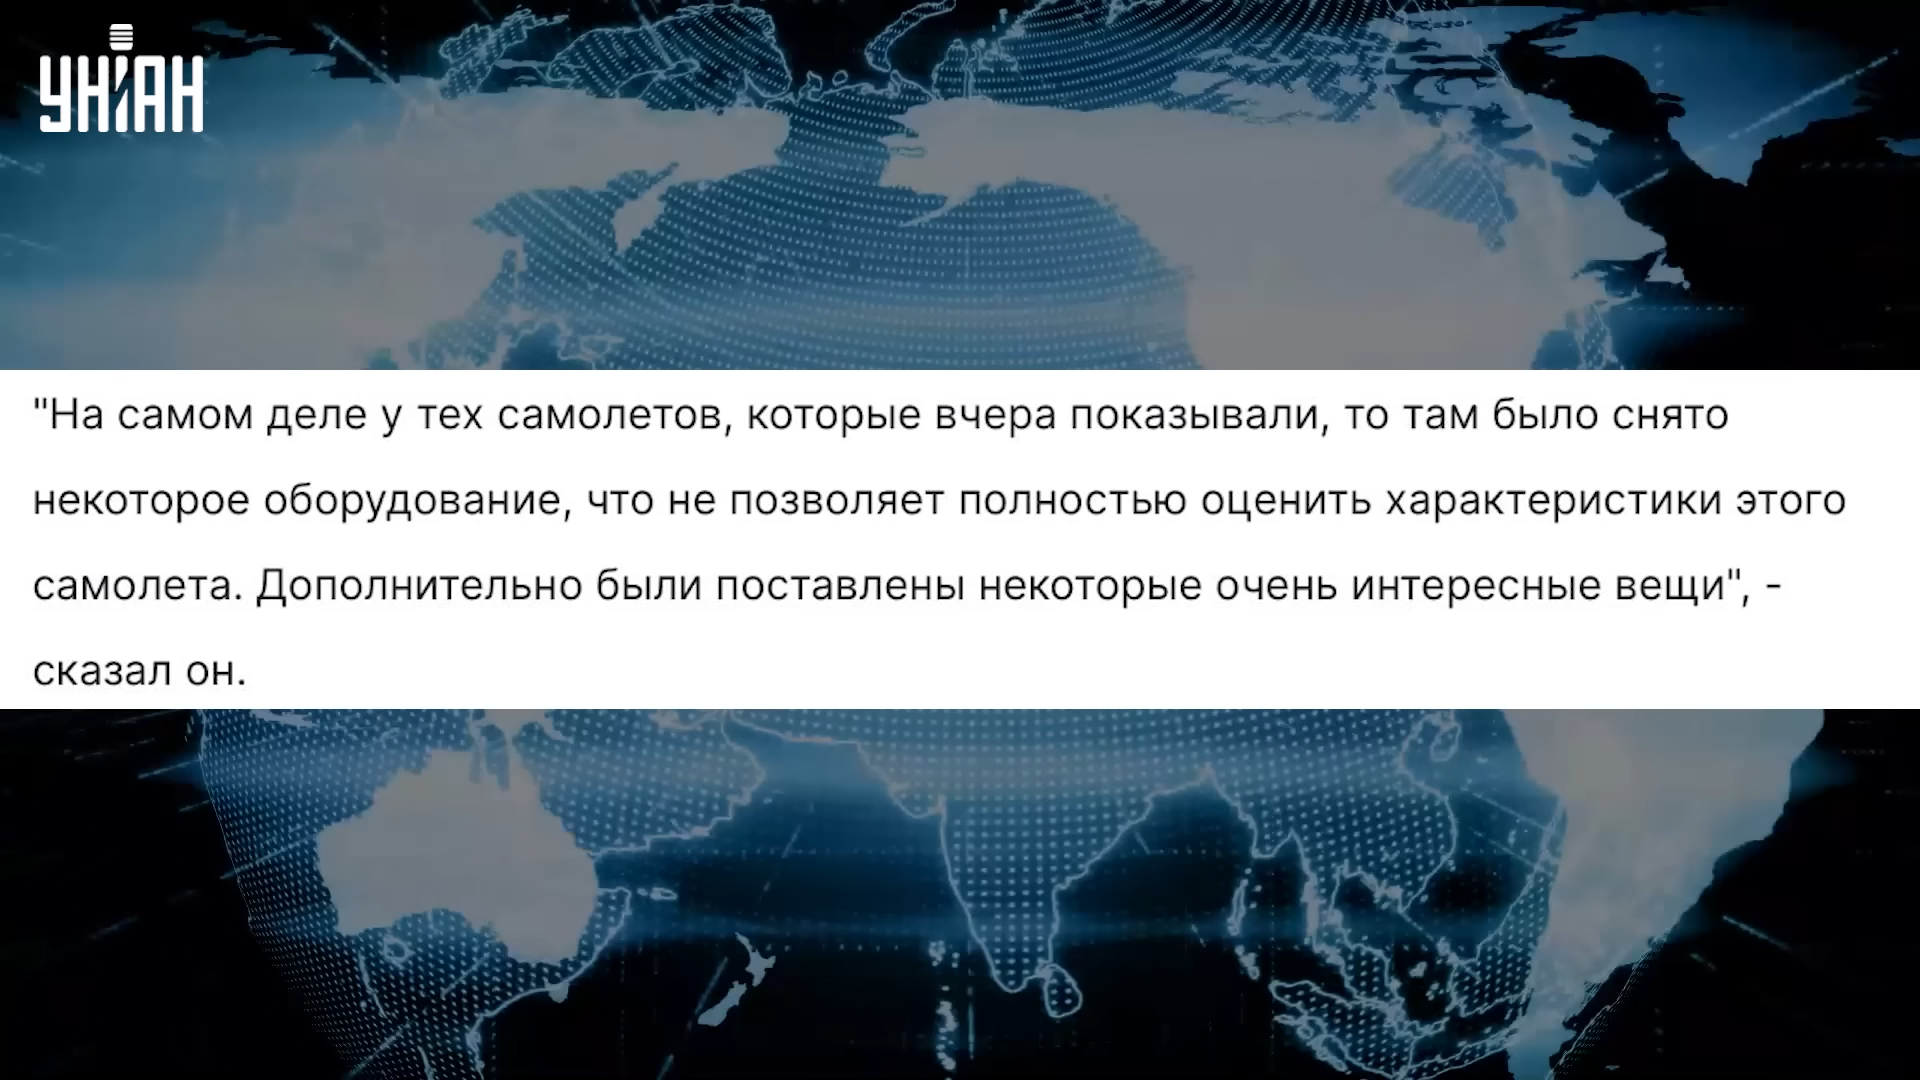 УНІАН
"На самом деле у тех самолетов, которые вчера показывали, то там было снято
некоторое оборудование, что не позволяет полностью оценить характеристики этого
самолета. Дополнительно были поставлены некоторые очень интересные вещи", -
сказал он.